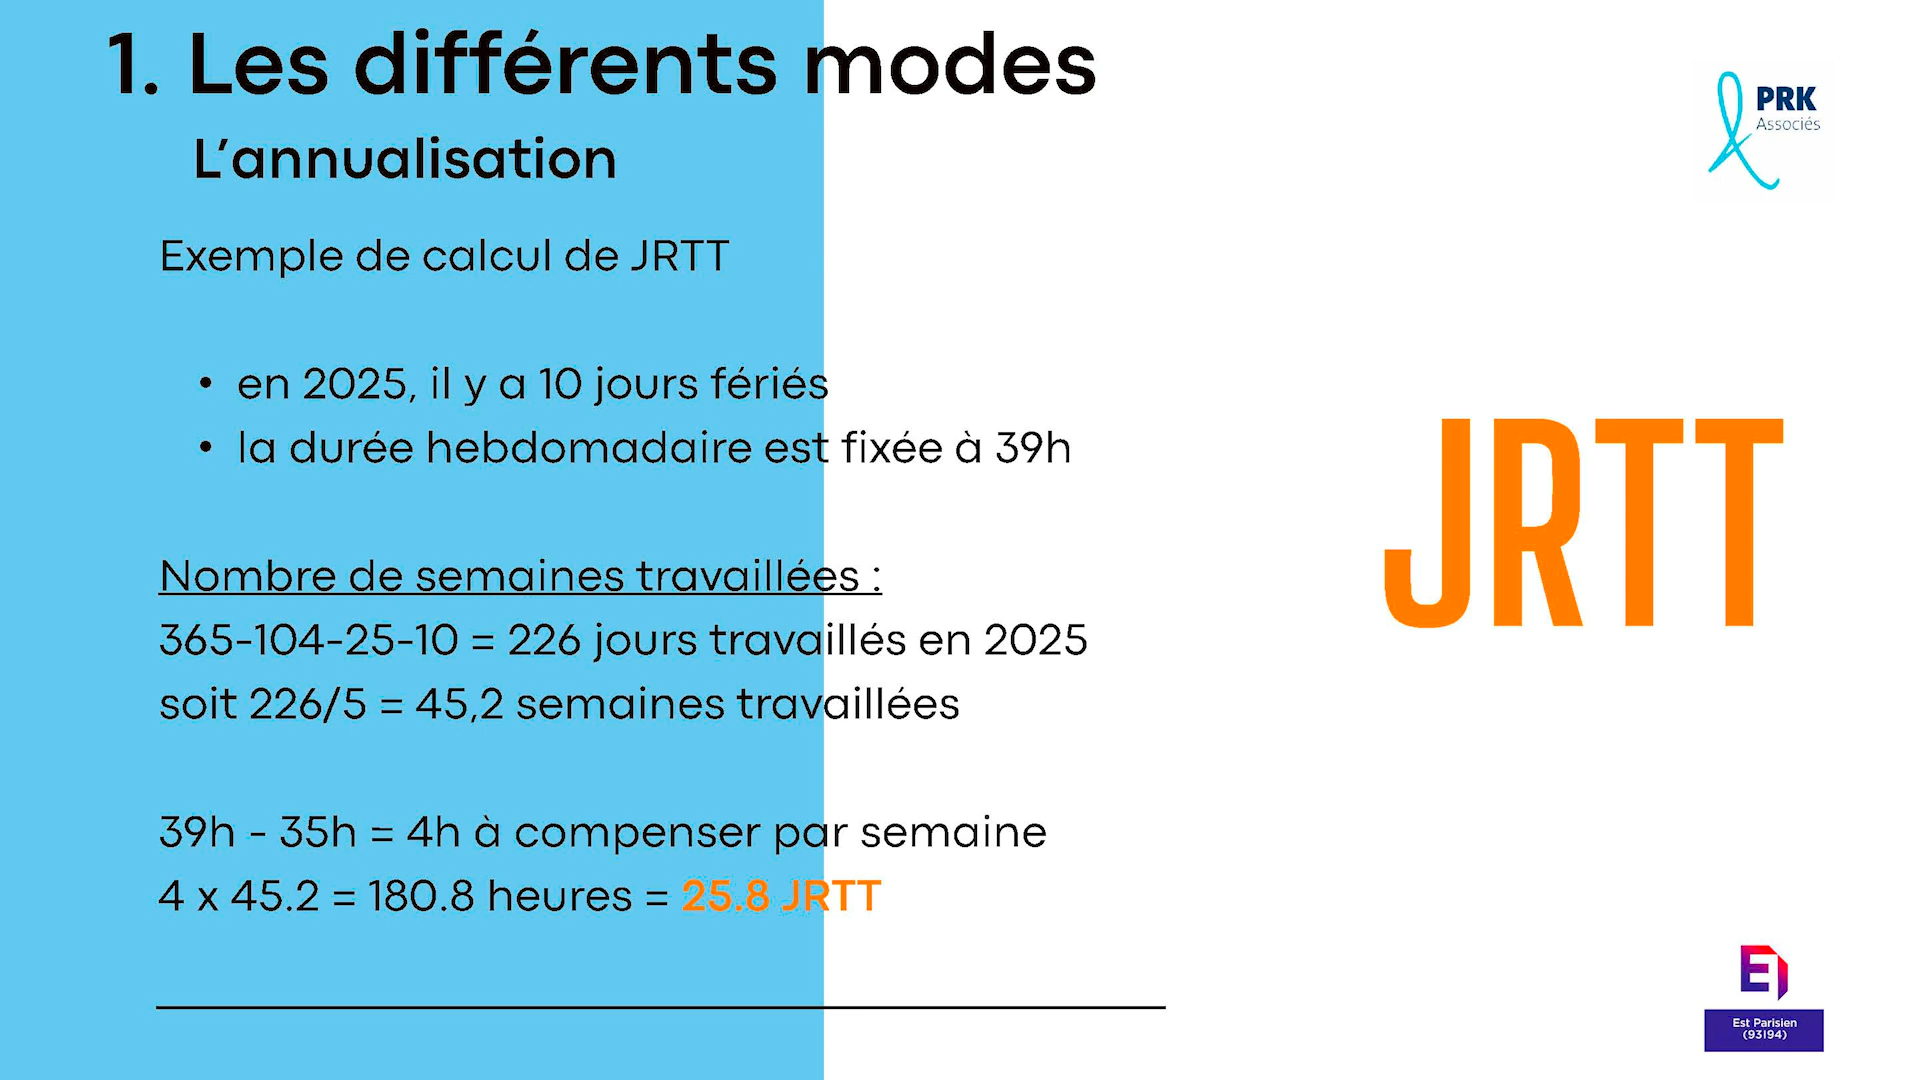 1. Les différents modes
L'annualisation
PRK
Associés
Exemple de calcul de JRTT
• en 2025, il y a 10 jours fériés
• la durée hebdomadaire est fixée à 39h
JRTT
Nombre de semaines travaillées :
365-104-25-10 = 226 jours travaillés en 2025
soit 226/5 = 45,2 semaines travaillées
39h - 35h = 4h à compenser par semaine
4 x 45.2 = 180.8 heures = 25.8 JRTT
Est Parisien
(93|94)